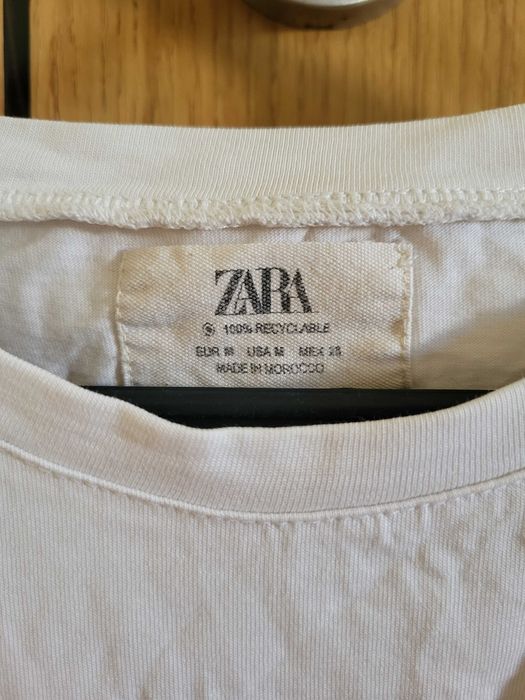 ZARA
Ⓢ 100% RECYCLABLE
EUR M USA M MEX 28
MADE IN MOROCCO